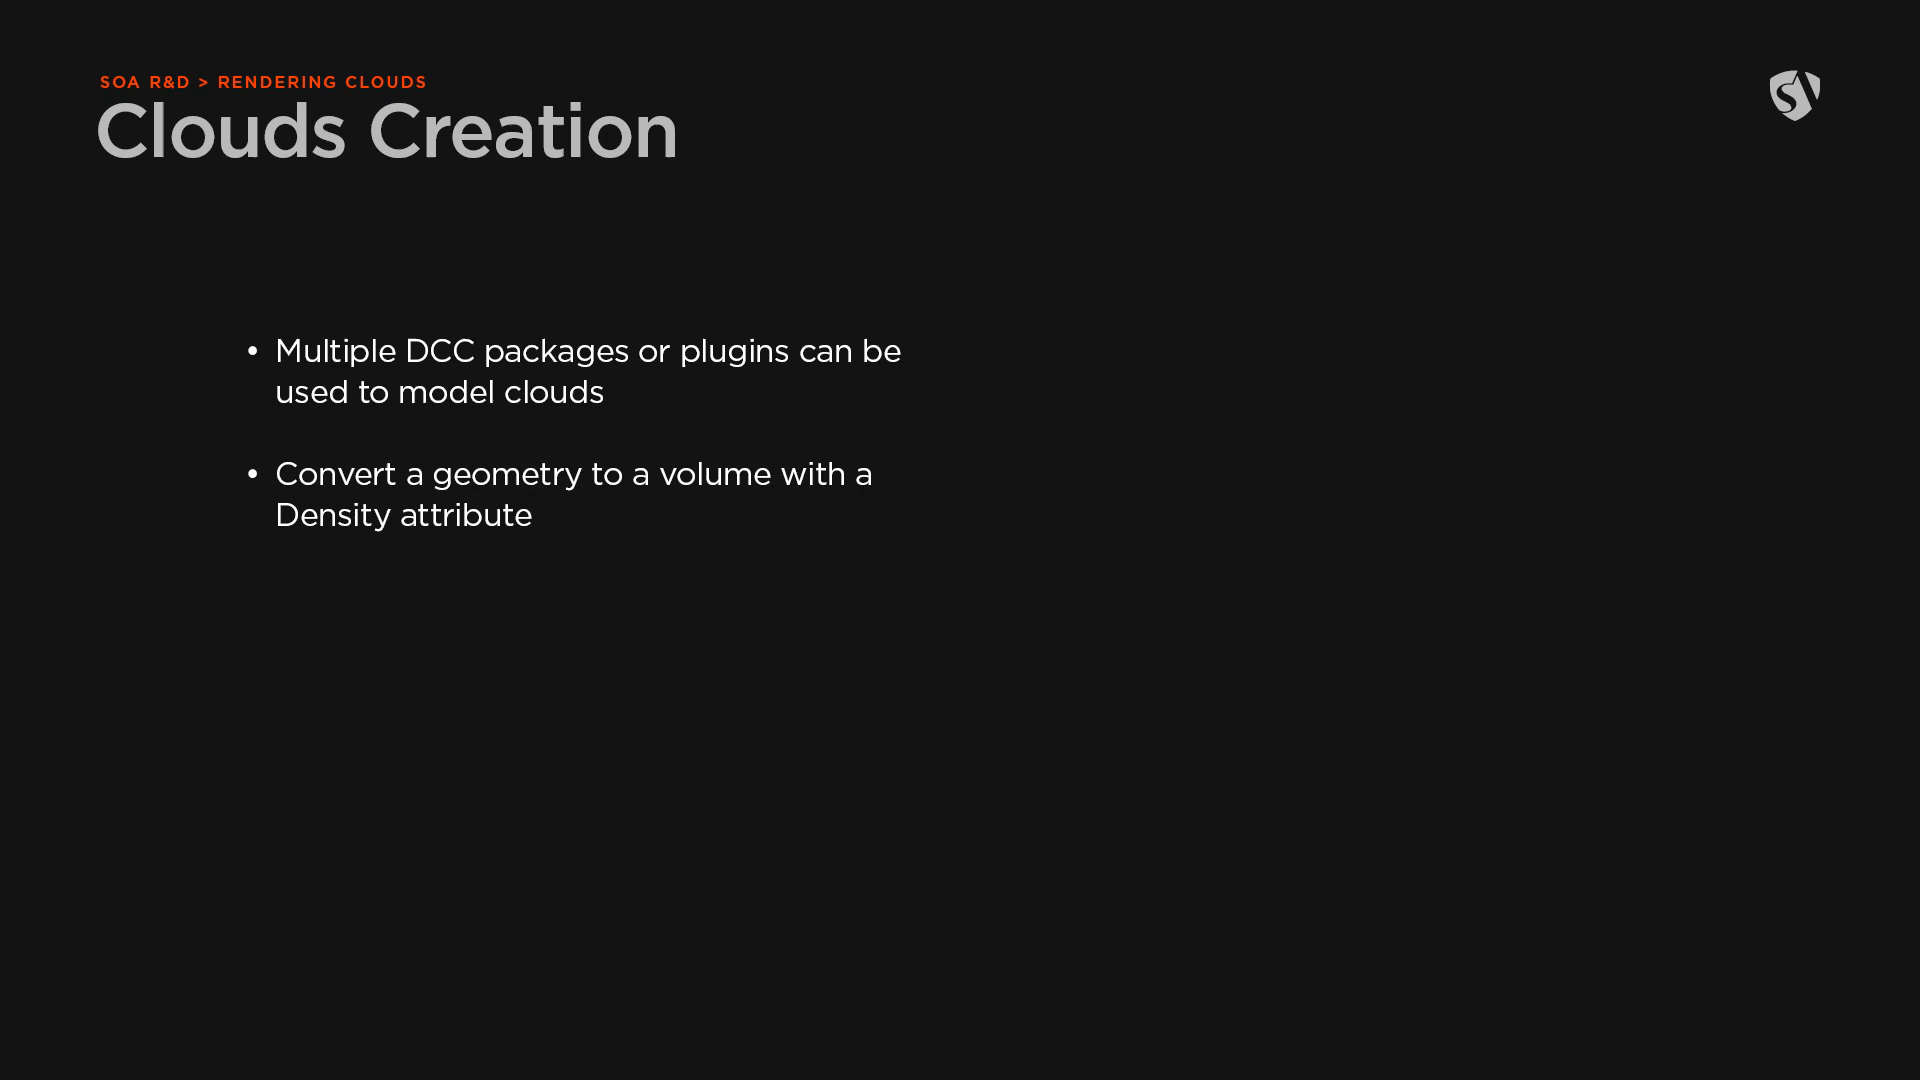 SOA R&D > RENDERING CLOUDS
Clouds Creation
• Multiple DCC packages or plugins can be
used to model clouds
• Convert a geometry to a volume with a
Density attribute